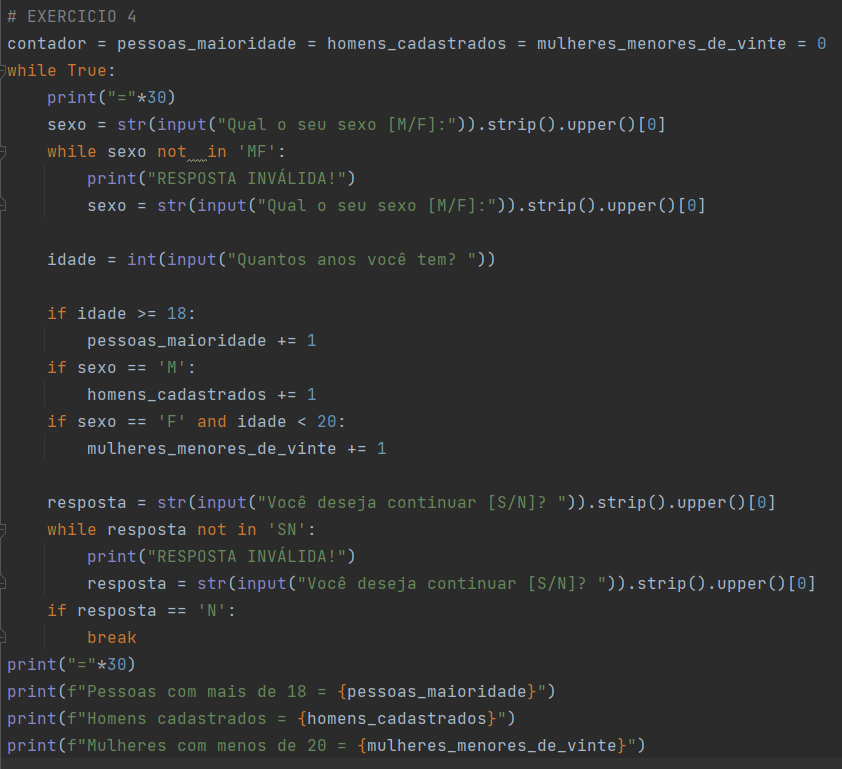 # EXERCICIO 4
contador = pessoas_maioridade = homens_cadastrados = mulheres_menores_de_vinte = 0
while True:
    print("="*30)
    sexo = str(input("Qual o seu sexo [M/F]:")).strip().upper()[0]
    while sexo not  in 'MF':
        print("RESPOSTA INVÁLIDA!")
        sexo = str(input("Qual o seu sexo [M/F]:")).strip().upper()[0]

    idade = int(input("Quantos anos você tem? "))

    if idade >= 18:
        pessoas_maioridade += 1
    if sexo == 'M':
        homens_cadastrados += 1
    if sexo == 'F' and idade < 20:
        mulheres_menores_de_vinte += 1

    resposta = str(input("Você deseja continuar [S/N]? ")).strip().upper()[0]
    while resposta not in 'SN':
        print("RESPOSTA INVÁLIDA!")
        resposta = str(input("Você deseja continuar [S/N]? ")).strip().upper()[0]
    if resposta == 'N':
        break
print("="*30)
print(f"Pessoas com mais de 18 = {pessoas_maioridade}")
print(f"Homens cadastrados = {homens_cadastrados}")
print(f"Mulheres com menos de 20 = {mulheres_menores_de_vinte}")